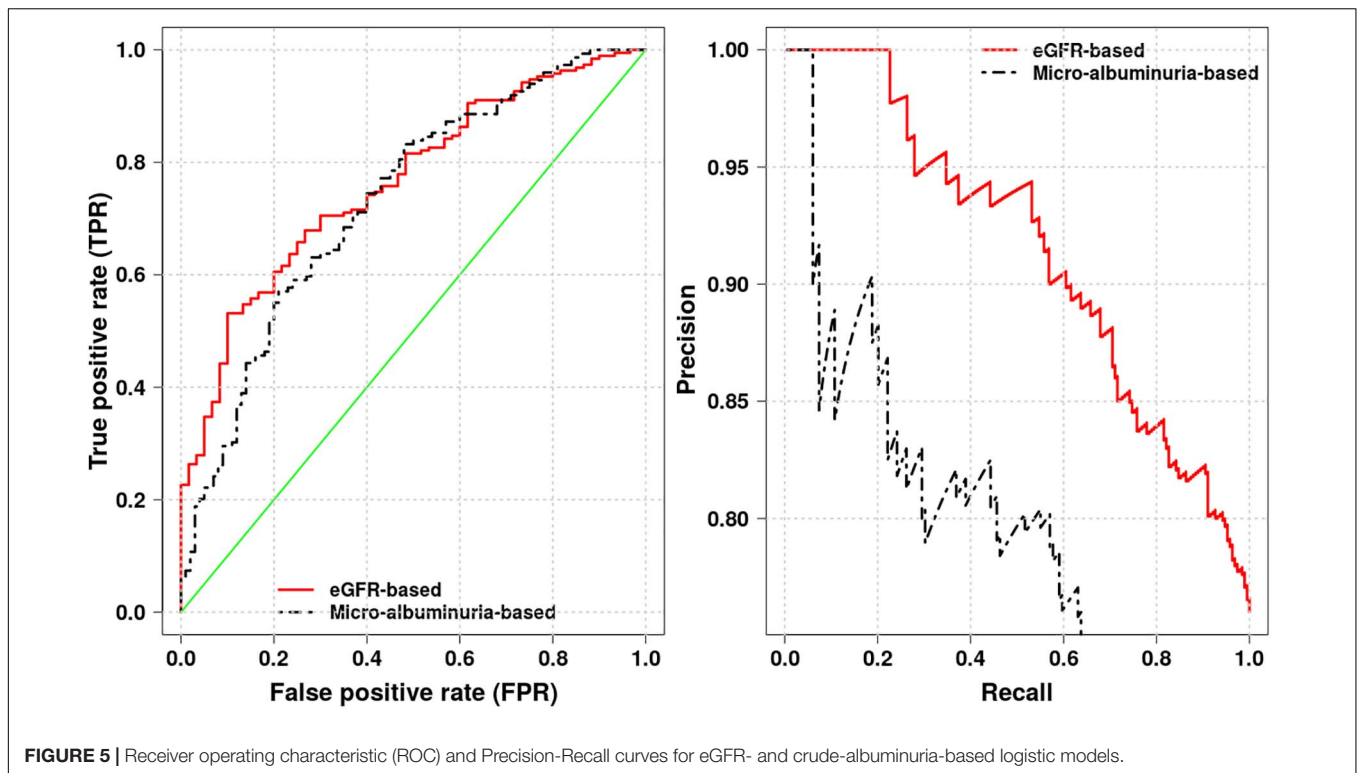 1.0
0.8
0.6
0.4
0.2
0.0
True positive rate (TPR)
eGFR-based
Micro-albuminuria-based
0.0 0.2 0.4 0.6 0.8 1.0
False positive rate (FPR)
1.00
0.95
0.90
0.85
0.80
Precision
eGFR-based
Micro-albuminuria-based
0.0 0.2 0.4 0.6 0.8 1.0
Recall
FIGURE 5 | Receiver operating characteristic (ROC) and Precision-Recall curves for eGFR- and crude-albuminuria-based logistic models.